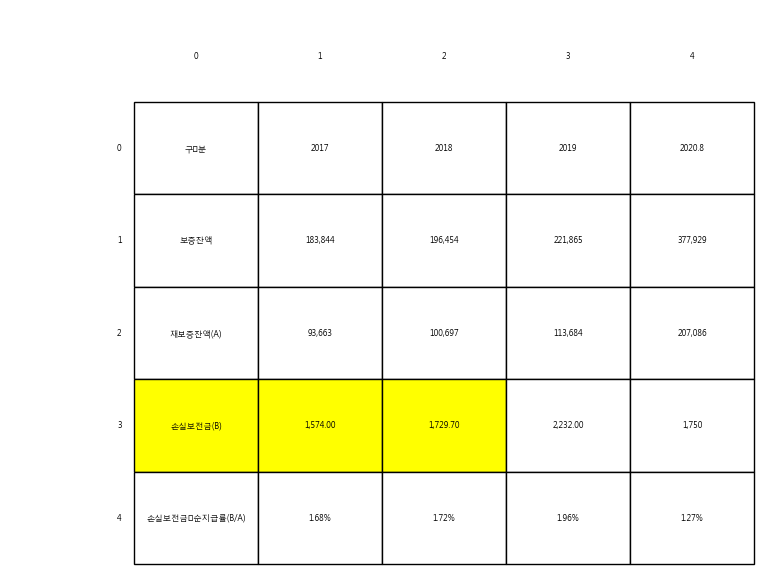 0 1 2 3 4
0 구□분 2017 2018 2019 2020.8
1 보증잔액 183,844 196,454 221,865 377,929
2 재보증잔액(A) 93,663 100,697 113,684 207,086
3 손실보전금(B) 1,574.00 1,729.70 2,232.00 1,750
4 손실보전금□순지급률(B/A) 1.68% 1.72% 1.96% 1.27%